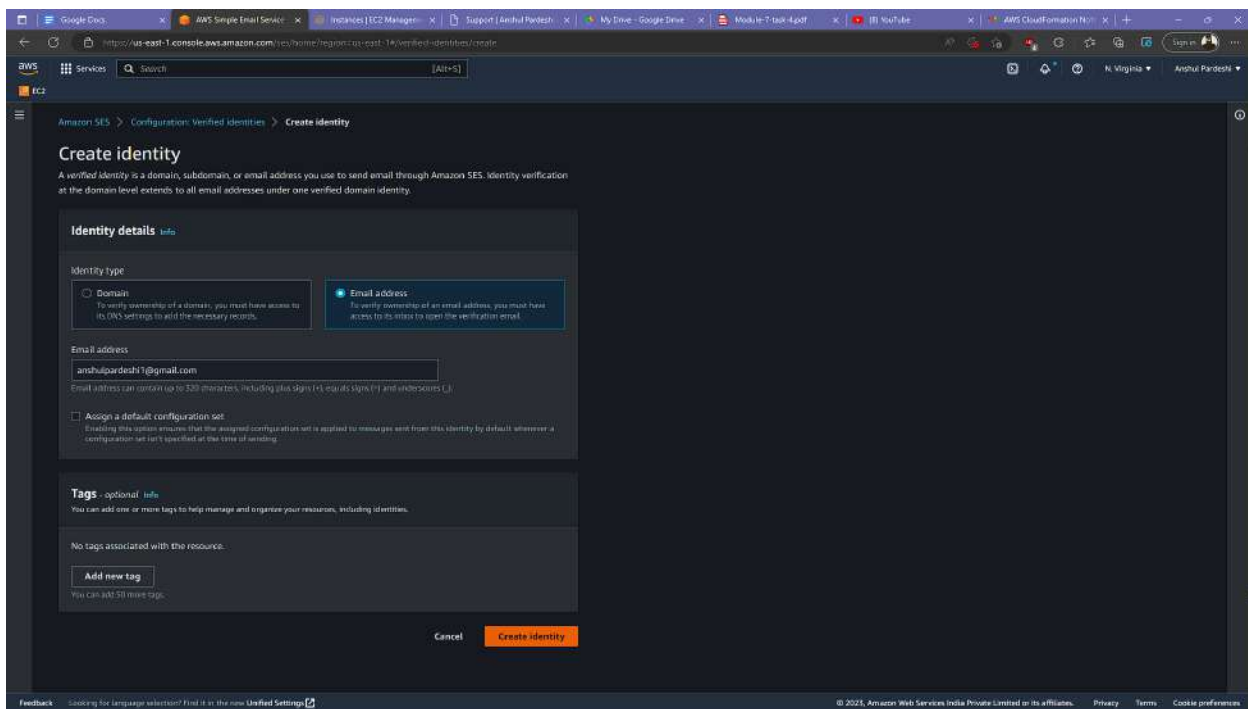 Google Docs
AWS Simple Email Service
Instances | EC2 Managem
Support | Anshul Pardeshi
My Drive - Google Drive
Module-7-task-4.pdf
(8) YouTube
AWS CloudFormation
https://us-east-1.console.aws.amazon.com/ses/home?region=us-east-1#/verified-identities/create
Sign in
aws
Services
Search
[Alt+S]
N. Virginia
Anshul Pardeshi
EC2
Amazon SES > Configuration: Verified identities > Create identity
Create identity
A verified identity is a domain, subdomain, or email address you use to send email through Amazon SES. Identity verification
at the domain level extends to all email addresses under one verified domain identity.
Identity details Info
Identity type
Domain
To verify ownership of a domain, you must have access to
its DNS settings to add the necessary records.
Email address
To verify ownership of an email address, you must have
access to its inbox to open the verification email.
Email address
anshulpardeshi1@gmail.com
Email address can contain up to 320 characters, including plus signs (+), equals signs (=) and underscores (_).
Assign a default configuration set
Enabling this option ensures that the assigned configuration set is applied to messages sent from this identity by default whenever a
configuration set isn't specified at the time of sending.
Tags - optional Info
You can add one or more tags to help manage and organize your resources, including identities.
No tags associated with the resource.
Add new tag
You can add 50 more tags.
Cancel
Create identity
Feedback
Looking for language selection? Find it in the new Unified Settings
© 2023, Amazon Web Services India Private Limited or its affiliates.
Privacy
Terms
Cookie preferences